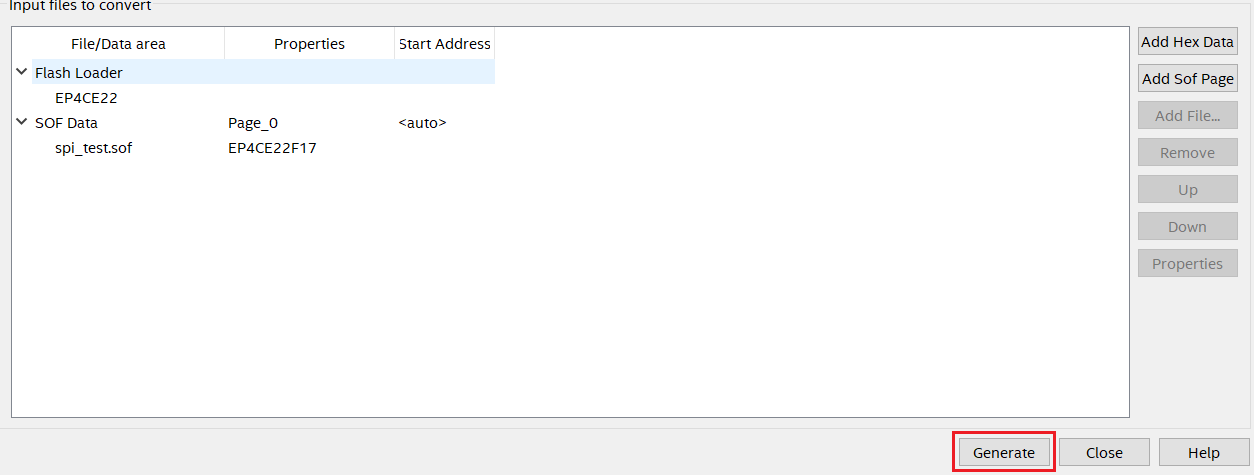 Input files to convert
File/Data area Properties Start Address
Flash Loader
EP4CE22
SOF Data Page_0 <auto>
spi_test.sof EP4CE22F17
Add Hex Data
Add Sof Page
Add File...
Remove
Up
Down
Properties
Generate Close Help